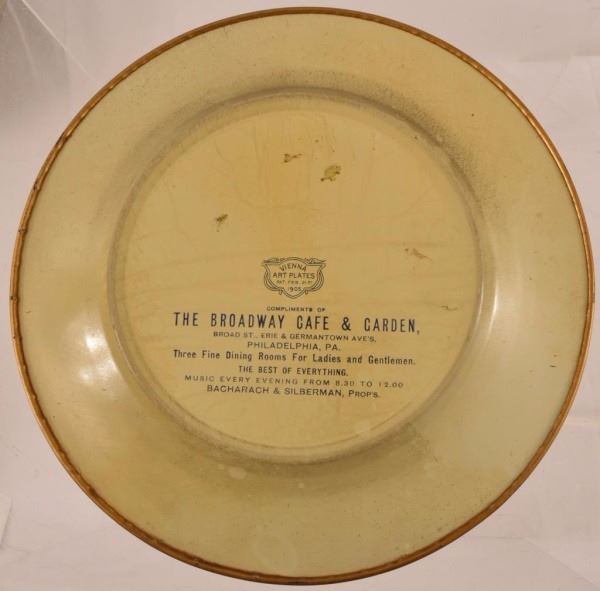 VIENNA
ART PLATES
PAT. FEB. 21ST
1905
COMPLIMENTS OF
THE BROADWAY CAFE & GARDEN,
BROAD ST., ERIE & GERMANTOWN AVE'S.
PHILADELPHIA, PA.
Three Fine Dining Rooms For Ladies and Gentlemen.
THE BEST OF EVERYTHING.
MUSIC EVERY EVENING FROM 8.30 TO 12.00
BACHARACH & SILBERMAN, PROP'S.